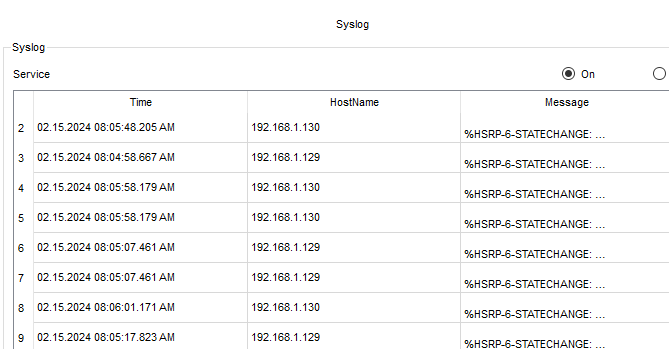 Syslog
Syslog
Service On
Time HostName Message
2 02.15.2024 08:05:48.205 AM 192.168.1.130 %HSRP-6-STATECHANGE: ...
3 02.15.2024 08:04:58.667 AM 192.168.1.129 %HSRP-6-STATECHANGE: ...
4 02.15.2024 08:05:58.179 AM 192.168.1.130 %HSRP-6-STATECHANGE: ...
5 02.15.2024 08:05:58.179 AM 192.168.1.130 %HSRP-6-STATECHANGE: ...
6 02.15.2024 08:05:07.461 AM 192.168.1.129 %HSRP-6-STATECHANGE: ...
7 02.15.2024 08:05:07.461 AM 192.168.1.129 %HSRP-6-STATECHANGE: ...
8 02.15.2024 08:06:01.171 AM 192.168.1.130 %HSRP-6-STATECHANGE: ...
9 02.15.2024 08:05:17.823 AM 192.168.1.129 %HSRP-6-STATECHANGE: ...